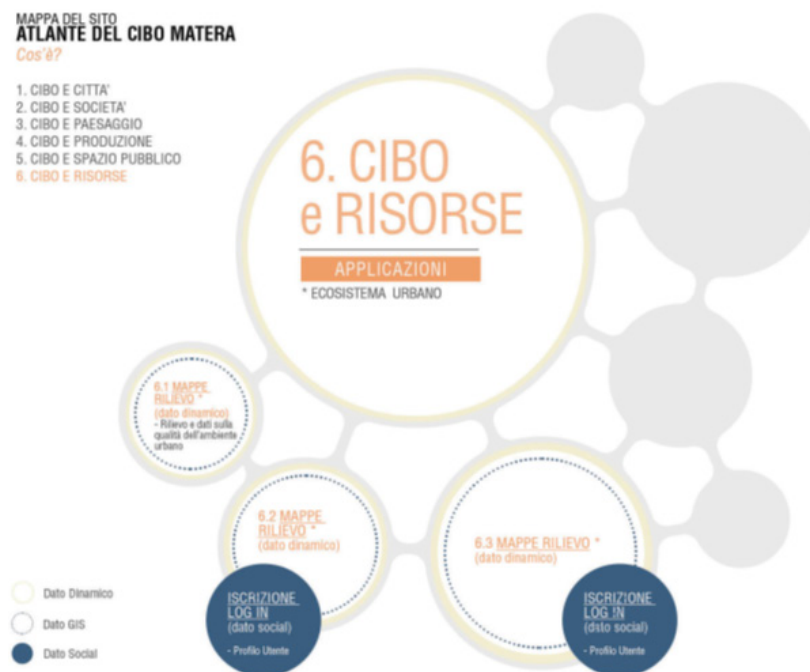 MAPPA DEL SITO
ATLANTE DEL CIBO MATERA
Cos'è?
1. CIBO E CITTA'
2. CIBO E SOCIETA'
3. CIBO E PAESAGGIO
4. CIBO E PRODUZIONE
5. CIBO E SPAZIO PUBBLICO
6. CIBO E RISORSE
6. CIBO
e RISORSE
APPLICAZIONI
* ECOSISTEMA URBANO
6.1 MAPPE
RILIEVO *
(dato dinamico)
- Rilievo e dati sulla
qualità dell'ambiente
urbano
6.2 MAPPE
RILIEVO *
(dato dinamico)
6.3 MAPPE RILIEVO *
(dato dinamico)
ISCRIZIONE
LOG IN
(dato social)
- Profilo Utente
ISCRIZIONE
LOG IN
(dato social)
- Profilo Utente
Dato Dinamico
Dato GIS
Dato Social